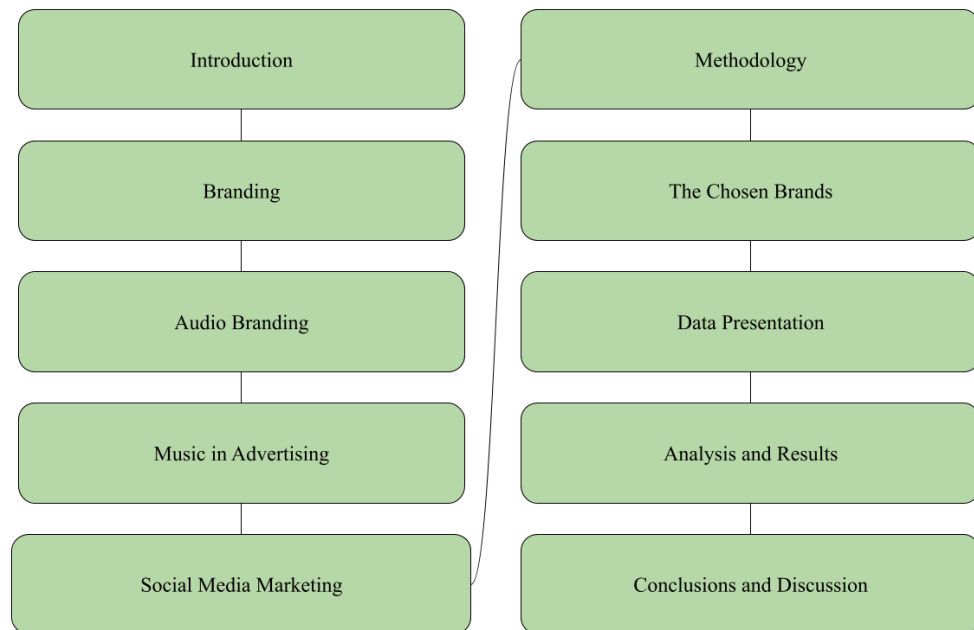 Introduction
Branding
Audio Branding
Music in Advertising
Social Media Marketing
Methodology
The Chosen Brands
Data Presentation
Analysis and Results
Conclusions and Discussion